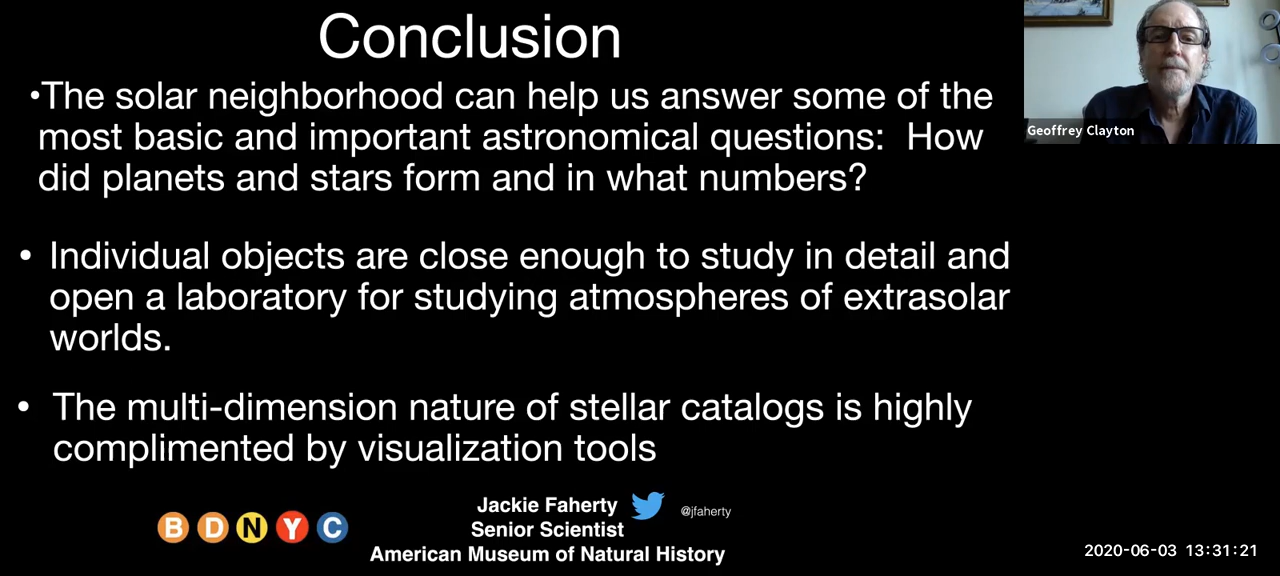 Conclusion
•The solar neighborhood can help us answer some of the
most basic and important astronomical questions:  How
did planets and stars form and in what numbers?
• Individual objects are close enough to study in detail and
open a laboratory for studying atmospheres of extrasolar
worlds.
• The multi-dimension nature of stellar catalogs is highly
complimented by visualization tools
Jackie Faherty @jfaherty
Senior Scientist
American Museum of Natural History
B D N Y C
Geoffrey Clayton
2020-06-03 13:31:21